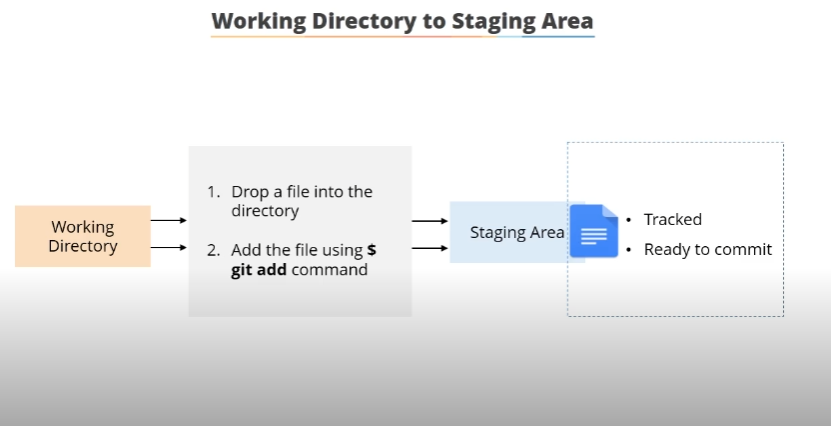 Working Directory to Staging Area
Working
Directory
1. Drop a file into the
directory
2. Add the file using $
git add command
Staging Area
• Tracked
• Ready to commit